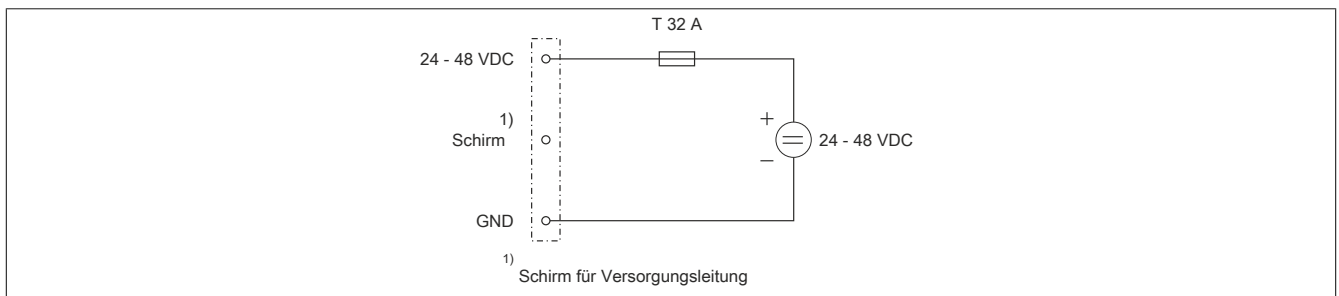 T 32 A
24 - 48 VDC
1)
Schirm
+
24 - 48 VDC
−
GND
1)
Schirm für Versorgungsleitung